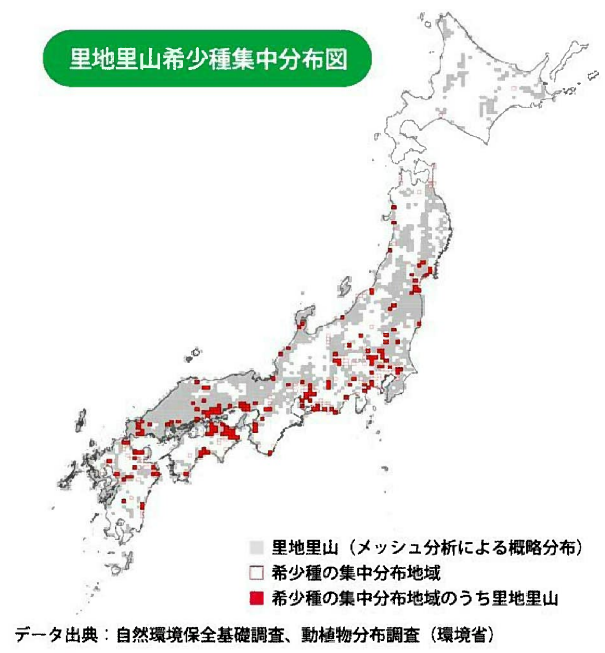 里地里山希少種集中分布図
里地里山（メッシュ分析による概略分布）
希少種の集中分布地域
希少種の集中分布地域のうち里地里山
データ出典：自然環境保全基礎調査、動植物分布調査（環境省）